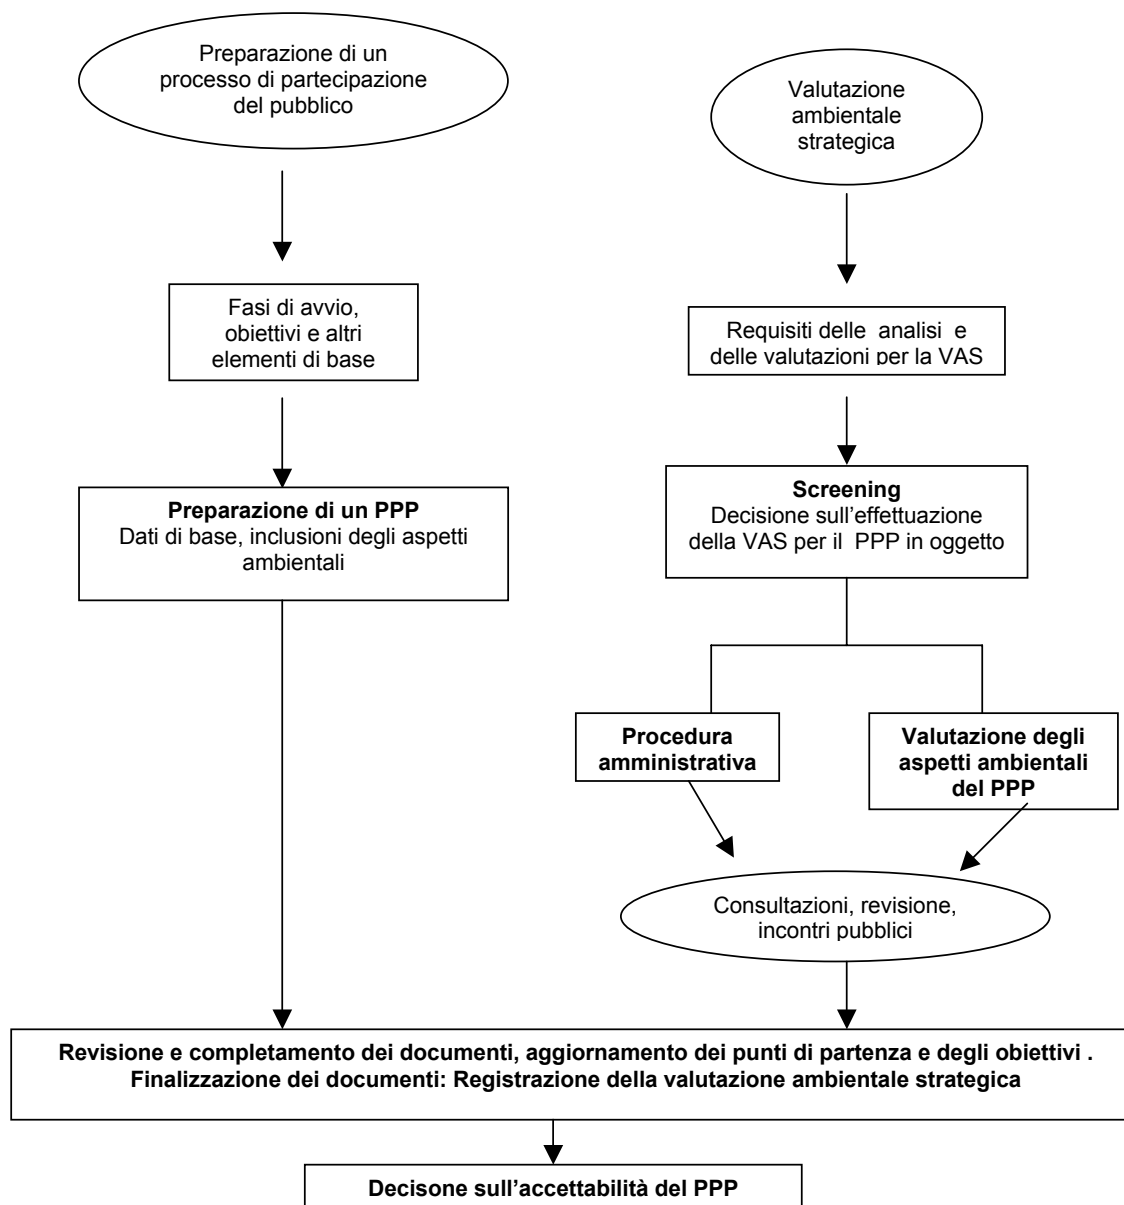 Preparazione di un
processo di partecipazione
del pubblico
Valutazione
ambientale
strategica
Fasi di avvio,
obiettivi e altri
elementi di base
Requisiti delle analisi e
delle valutazioni per la VAS
Preparazione di un PPP
Dati di base, inclusioni degli aspetti
ambientali
Screening
Decisione sull’effettuazione
della VAS per il PPP in oggetto
Procedura
amministrativa
Valutazione degli
aspetti ambientali
del PPP
Consultazioni, revisione,
incontri pubblici
Revisione e completamento dei documenti, aggiornamento dei punti di partenza e degli obiettivi .
Finalizzazione dei documenti: Registrazione della valutazione ambientale strategica
Decisone sull’accettabilità del PPP